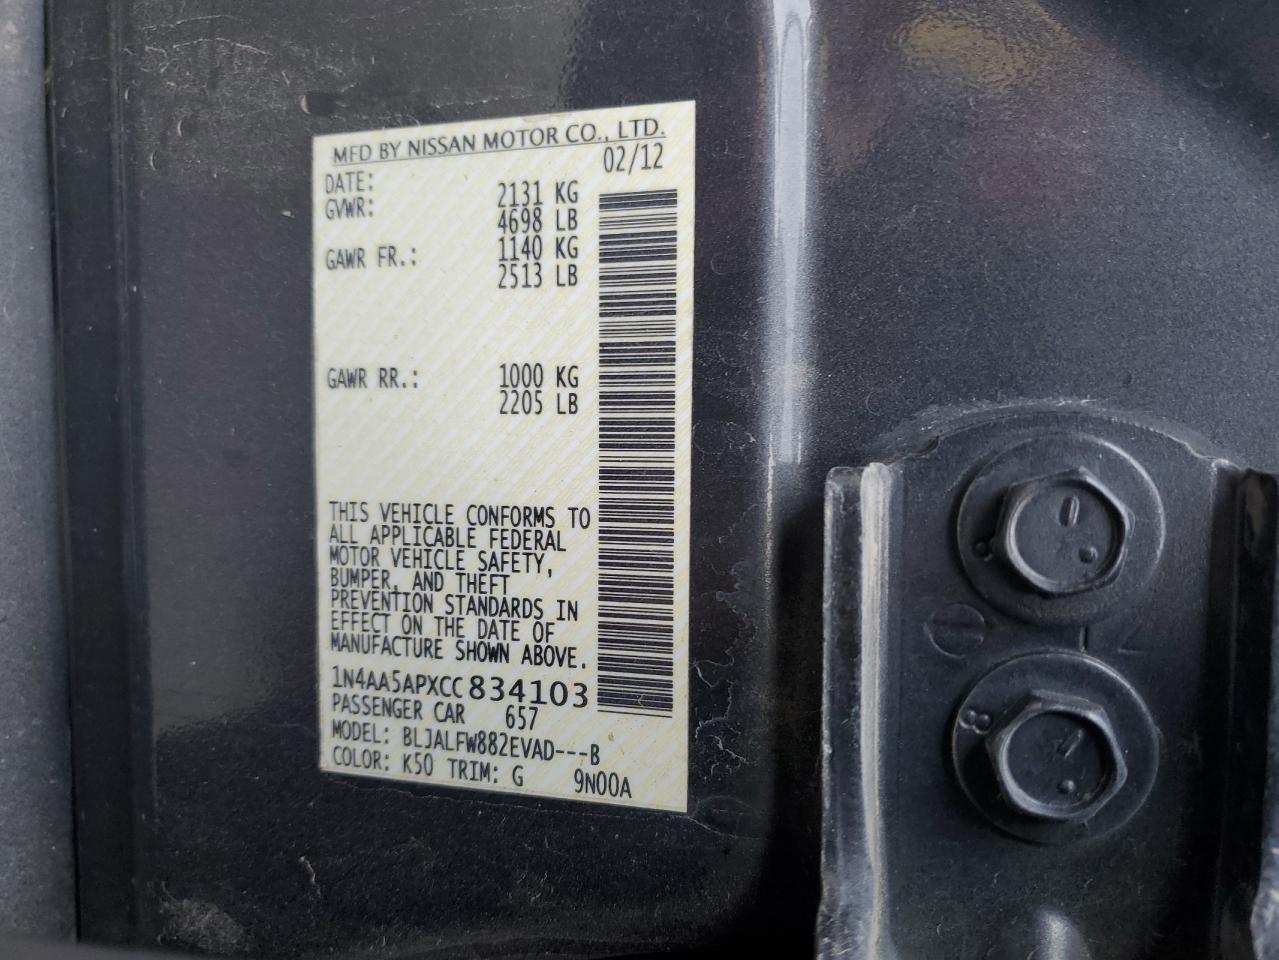 MFD BY NISSAN MOTOR CO., LTD.
DATE: 02/12
GVWR: 2131 KG
4698 LB
GAWR FR.: 1140 KG
2513 LB
GAWR RR.: 1000 KG
2205 LB
THIS VEHICLE CONFORMS TO
ALL APPLICABLE FEDERAL
MOTOR VEHICLE SAFETY,
BUMPER, AND THEFT
PREVENTION STANDARDS IN
EFFECT ON THE DATE OF
MANUFACTURE SHOWN ABOVE.
1N4AA5APXCC834103
PASSENGER CAR 657
MODEL: BLJALFW882EVAD---B
COLOR: K50 TRIM: G 9N00A
8